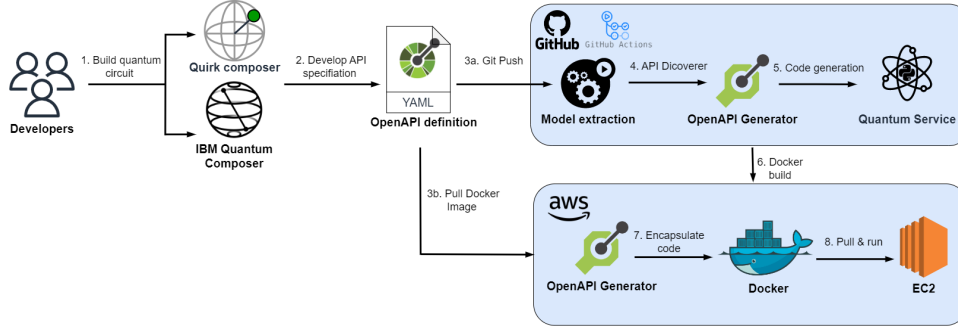 1. Build quantum
circuit
Developers
Quirk composer
IBM Quantum
Composer
2. Develop API
specifiation
YAML
OpenAPI definition
3a. Git Push
3b. Pull Docker
Image
GitHub
GitHub Actions
Model extraction
4. API Dicoverer
OpenAPI Generator
5. Code generation
Quantum Service
6. Docker
build
aws
OpenAPI Generator
7. Encapsulate
code
Docker
8. Pull & run
EC2